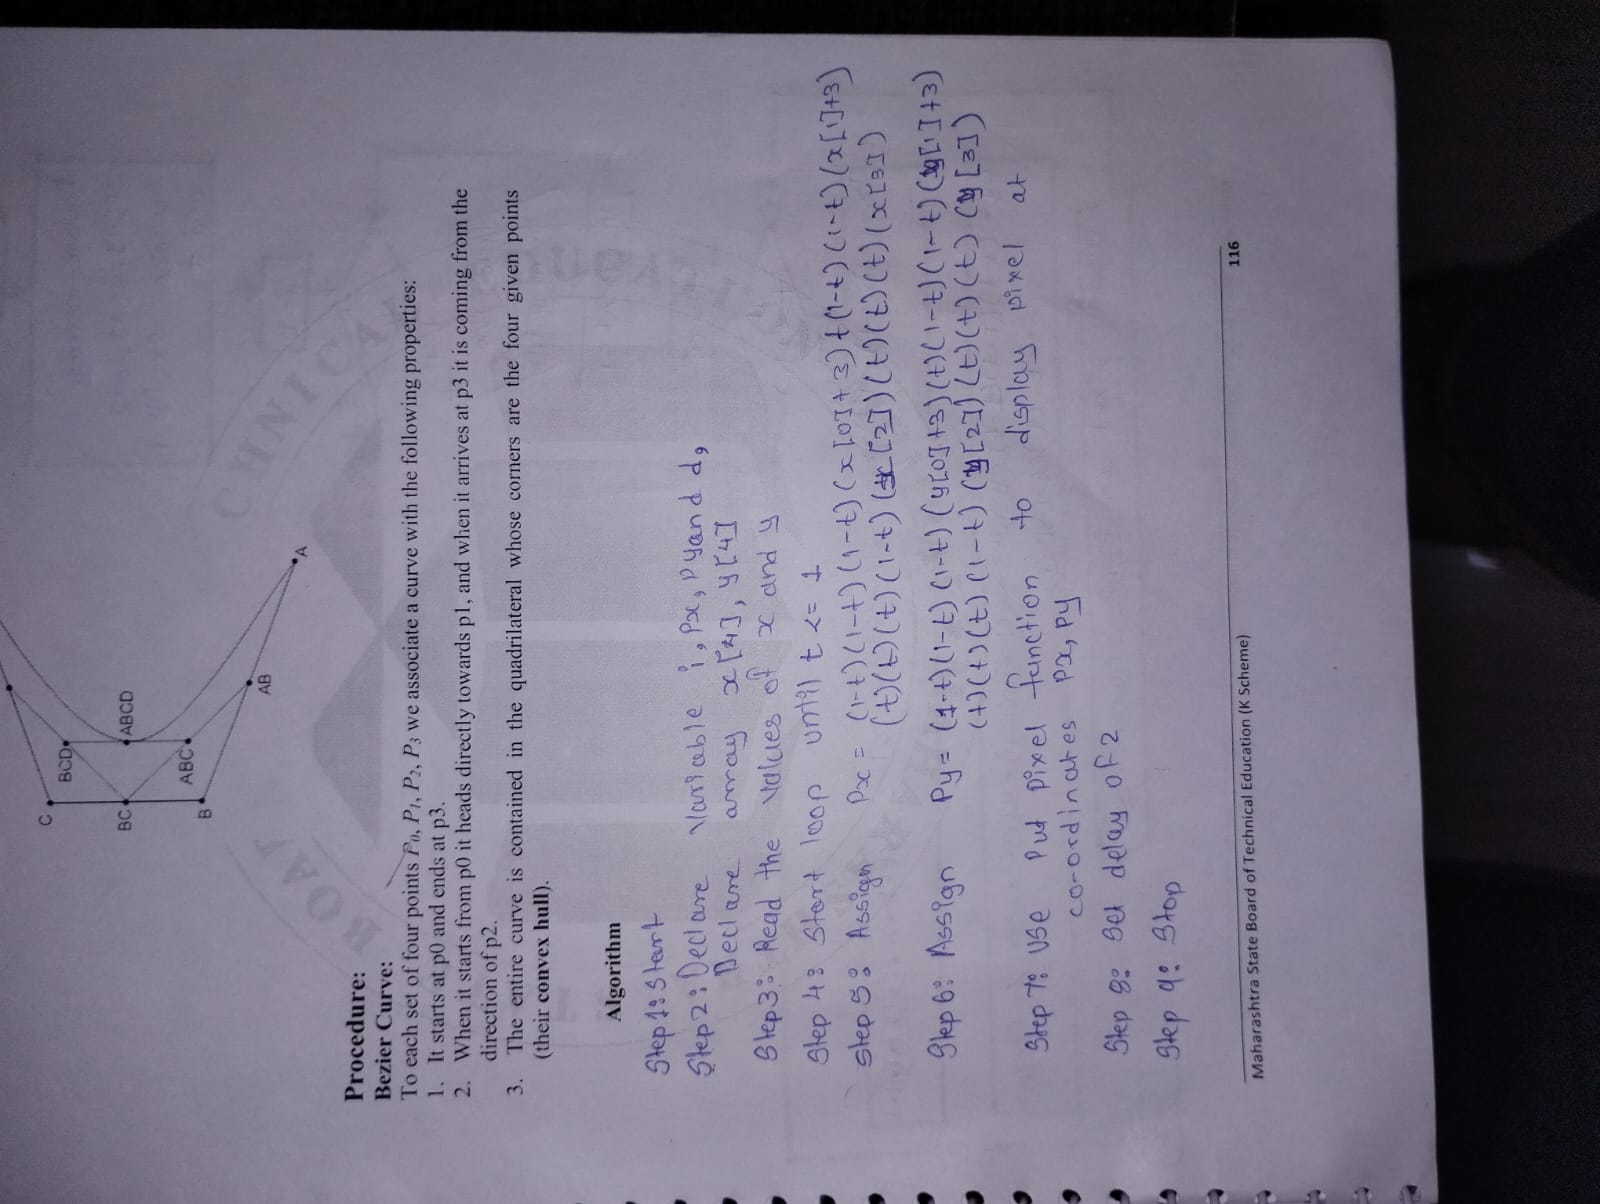 C
BCD
BC
ABCD
ABC
B
AB
A
Procedure:
Bezier Curve:
To each set of four points P0, P1, P2, P3 we associate a curve with the following properties:
1. It starts at p0 and ends at p3.
2. When it starts from p0 it heads directly towards p1, and when it arrives at p3 it is coming from the
direction of p2.
3. The entire curve is contained in the quadrilateral whose corners are the four given points
(their convex hull).
Algorithm
Step 1: Start
Step 2: Declare Variable i, Px, Py and d,
Declare array x[4], y[4]
Step 3: Read the values of x and y
Step 4: Start loop until t <= 1
Step 5: Assign Px = (1-t)(1-t)(1-t)(x[0]+3)t(1-t)(1-t)(x[1]+3)
(t)(t)(t)(1-t)(x[2])(t)(t)(t)(x[3])
Step 6: Assign Py = (1-t)(1-t)(1-t)(y[0]+3)(t)(1-t)(1-t)(y[1]+3)
(t)(t)(t)(1-t)(y[2])(t)(t)(t)(y[3])
Step 7: Use Put pixel function to display pixel at
co-ordinates Px, Py
Step 8: Set delay of 2
Step 9: Stop
Maharashtra State Board of Technical Education (K Scheme) 116